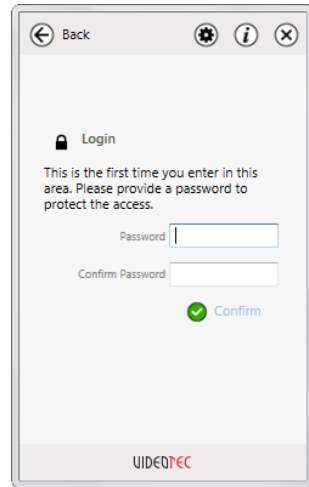 Back
Login
This is the first time you enter in this
area. Please provide a password to
protect the access.
Password
Confirm Password
Confirm
VIDEOTEC